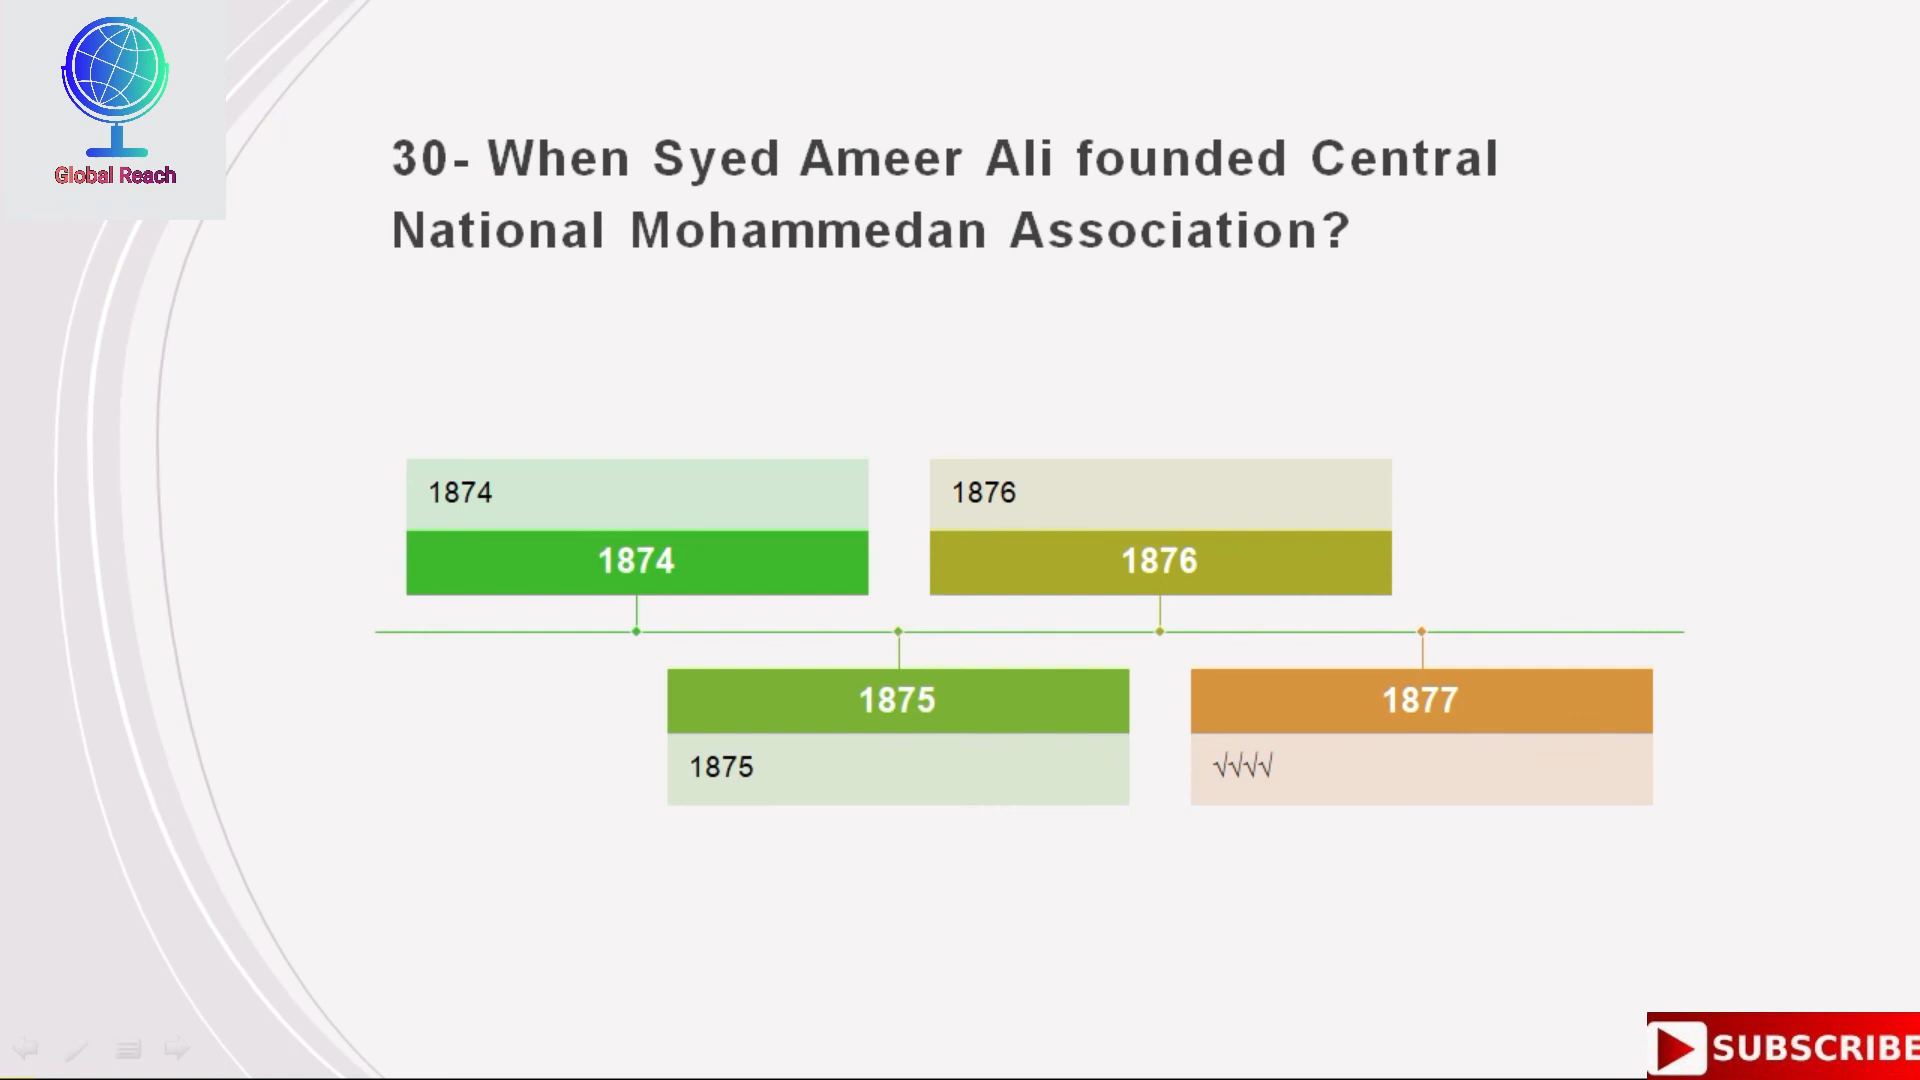 Global Reach
30- When Syed Ameer Ali founded Central
National Mohammedan Association?
1874
1874
1876
1876
1875
1875
1877
√√√√
SUBSCRIBE